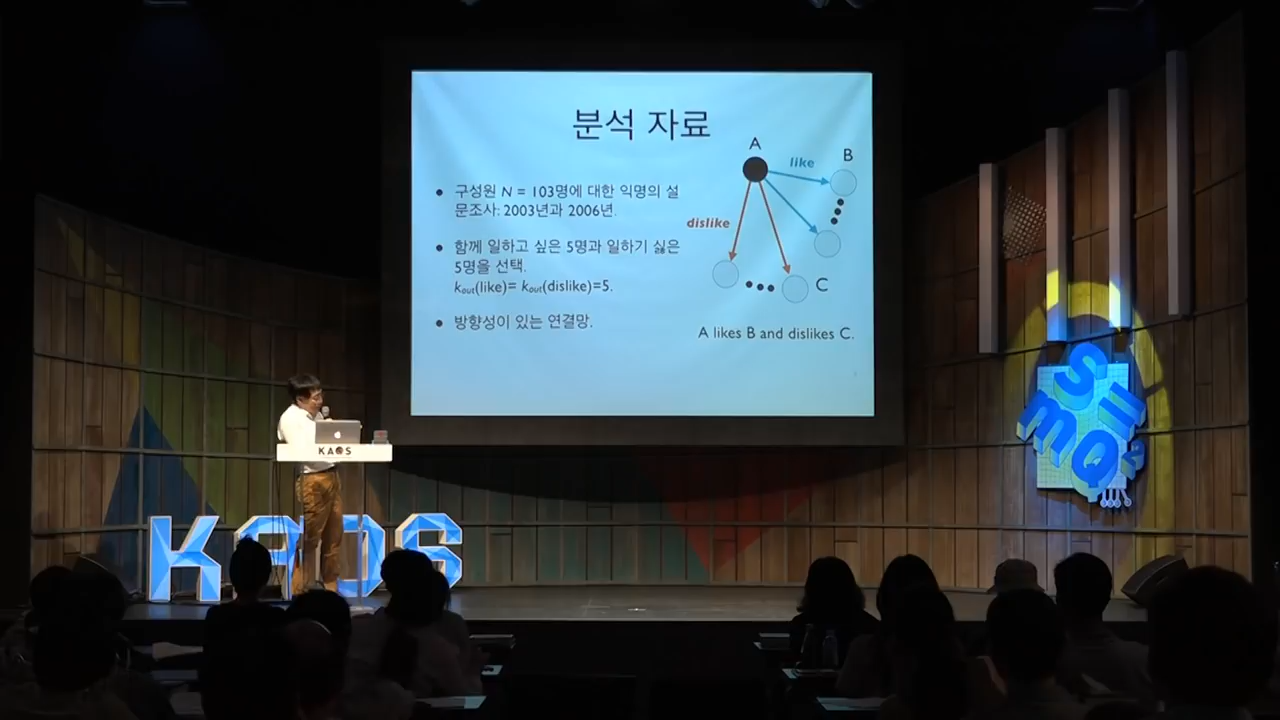 분석 자료
• 구성원 N = 103명에 대한 익명의 설
문조사: 2003년과 2006년.
• 함께 일하고 싶은 5명과 일하기 싫은
5명을 선택.
kout(like)= kout(dislike)=5.
• 방향성이 있는 연결망.
A
like
B
dislike
C
A likes B and dislikes C.
KAOS
KAOS